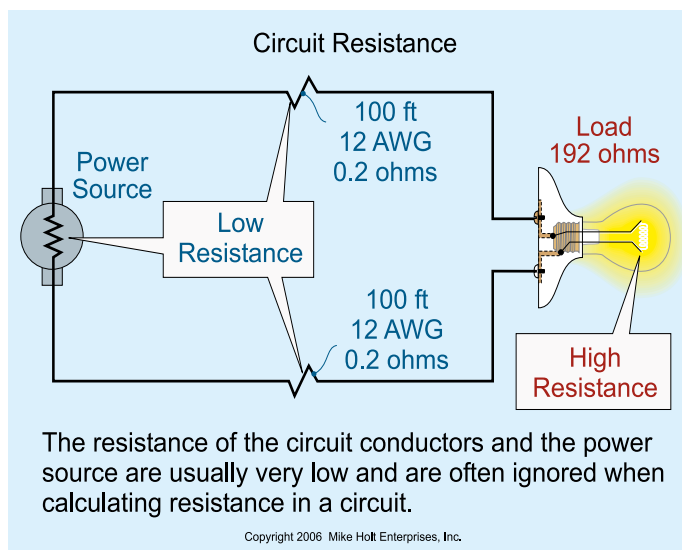 Circuit Resistance
100 ft
12 AWG
0.2 ohms
Load
192 ohms
Power
Source
Low
Resistance
100 ft
12 AWG
0.2 ohms
High
Resistance
The resistance of the circuit conductors and the power
source are usually very low and are often ignored when
calculating resistance in a circuit.
Copyright 2006 Mike Holt Enterprises, Inc.